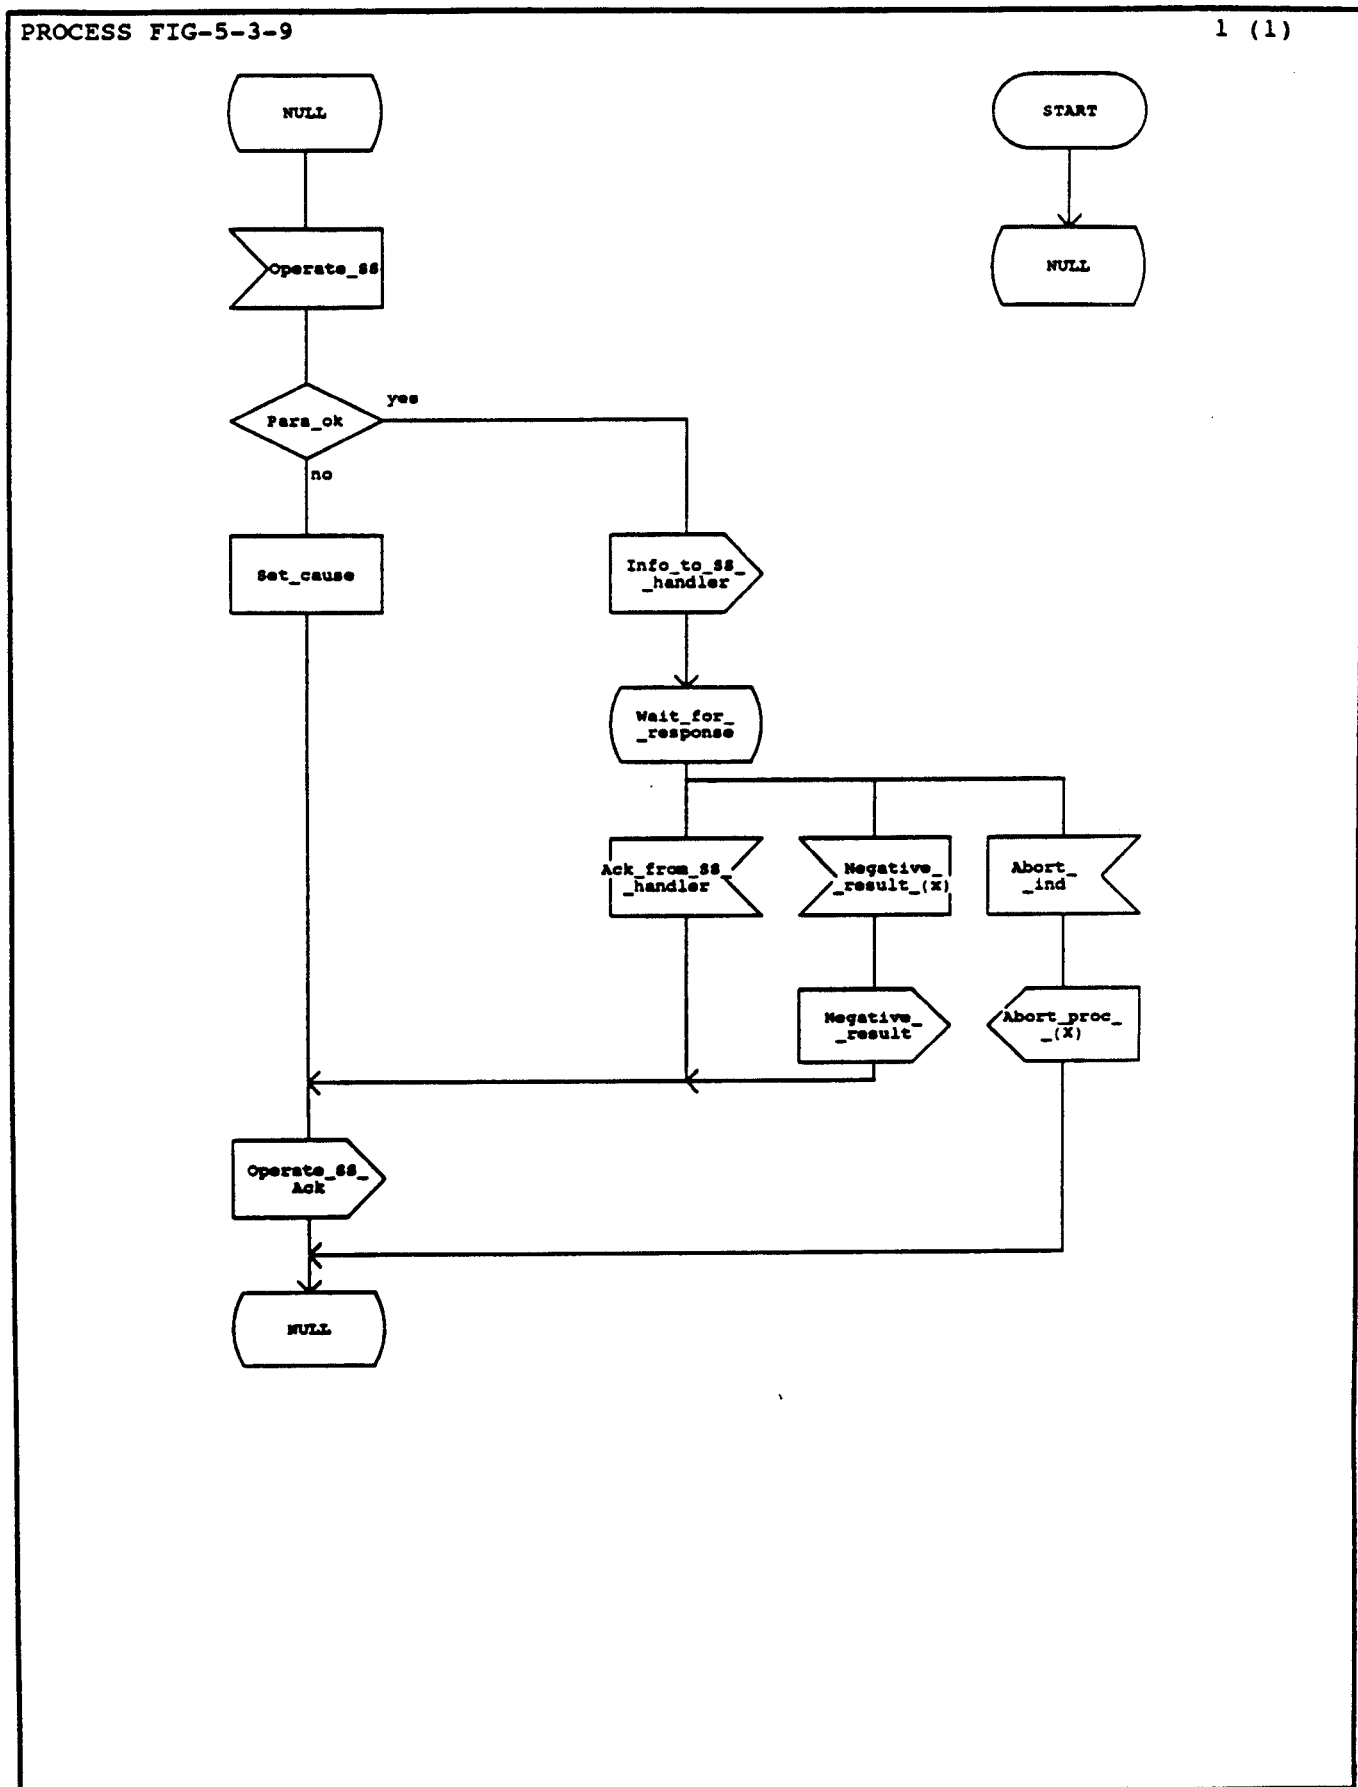 PROCESS FIG-5-3-9
1 (1)
NULL
START
NULL
Operate_SS
Para_ok
yes
no
Set_cause
Info_to_SS_
_handler
Wait_for_
_response
Ack_from_SS_
_handler
Negative_
_result_(X)
Abort_
_ind
Negative_
_result
Abort_proc_
_(X)
Operate_SS_
Ack
NULL